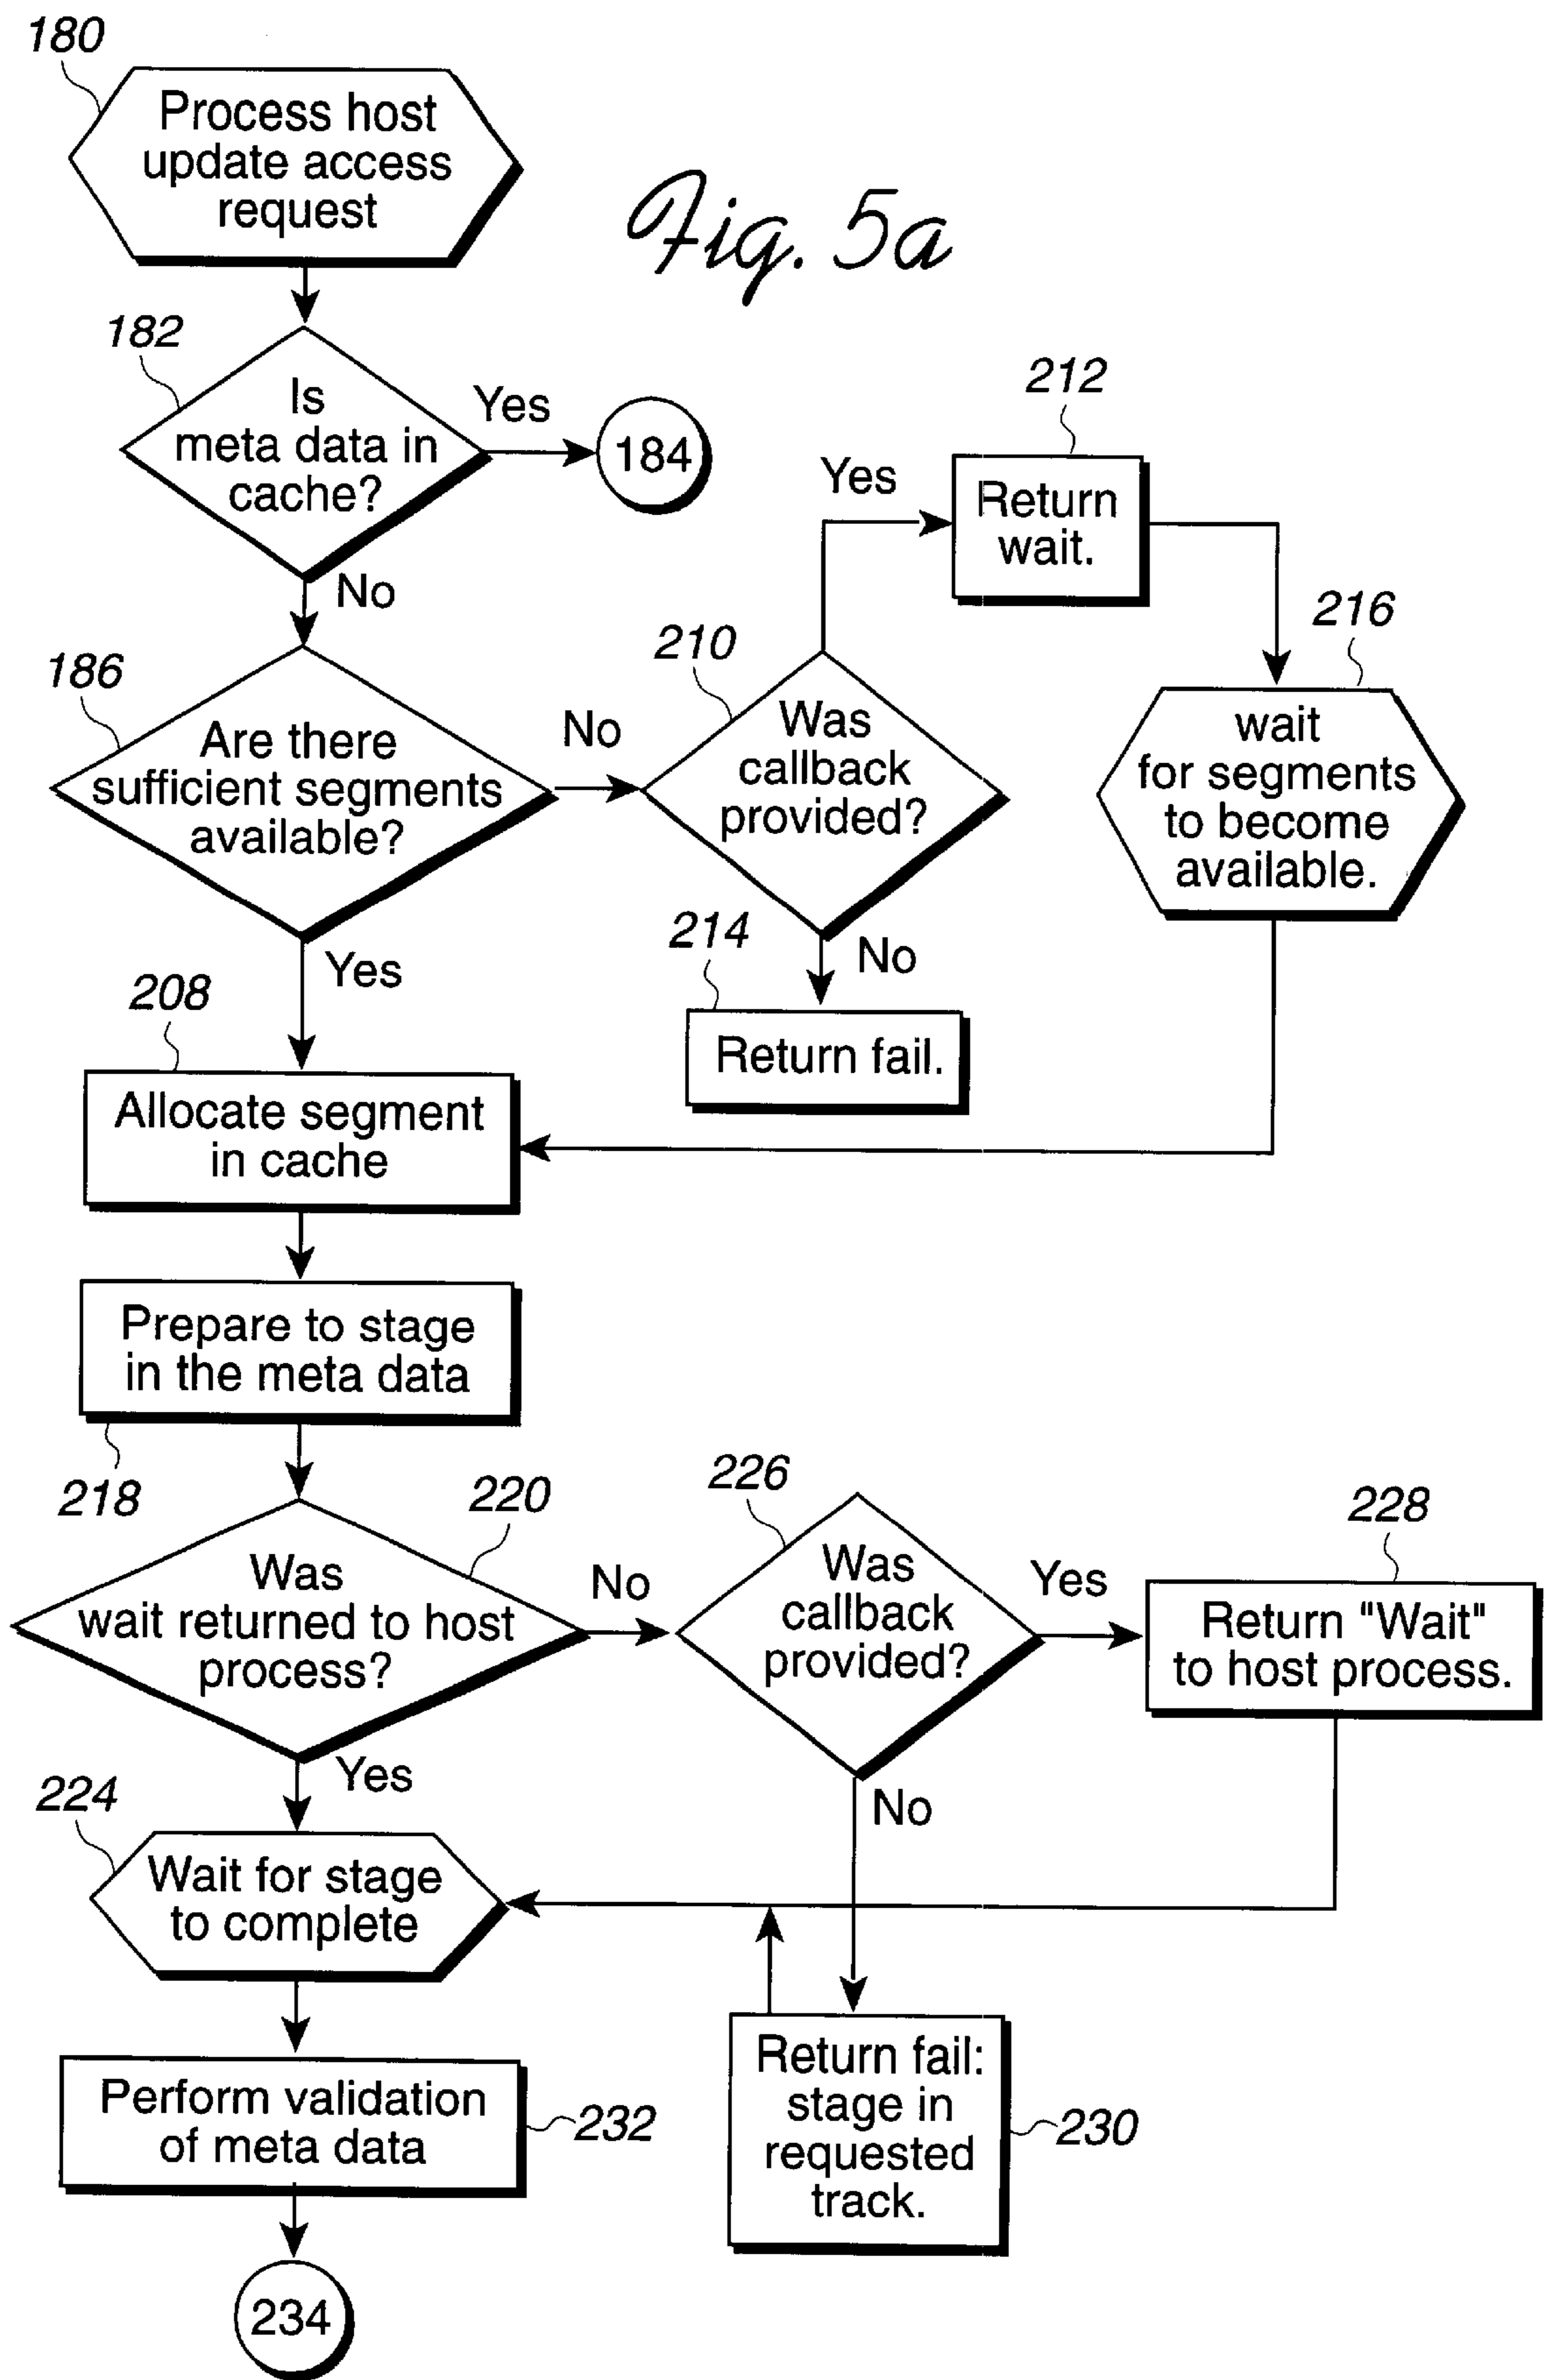 180
Process host
update access
request
Fig. 5a
182
Is
meta data in
cache?
Yes
184
No
212
Return
wait.
Yes
216
wait
for segments
to become
available.
186
Are there
sufficient segments
available?
No
210
Was
callback
provided?
No
214
Return fail.
Yes
208
Allocate segment
in cache
Prepare to stage
in the meta data
218
220
Was
wait returned to host
process?
No
226
Was
callback
provided?
Yes
228
Return "Wait"
to host process.
Yes
No
224
Wait for stage
to complete
Return fail:
stage in
requested
track.
230
Perform validation
of meta data
232
234